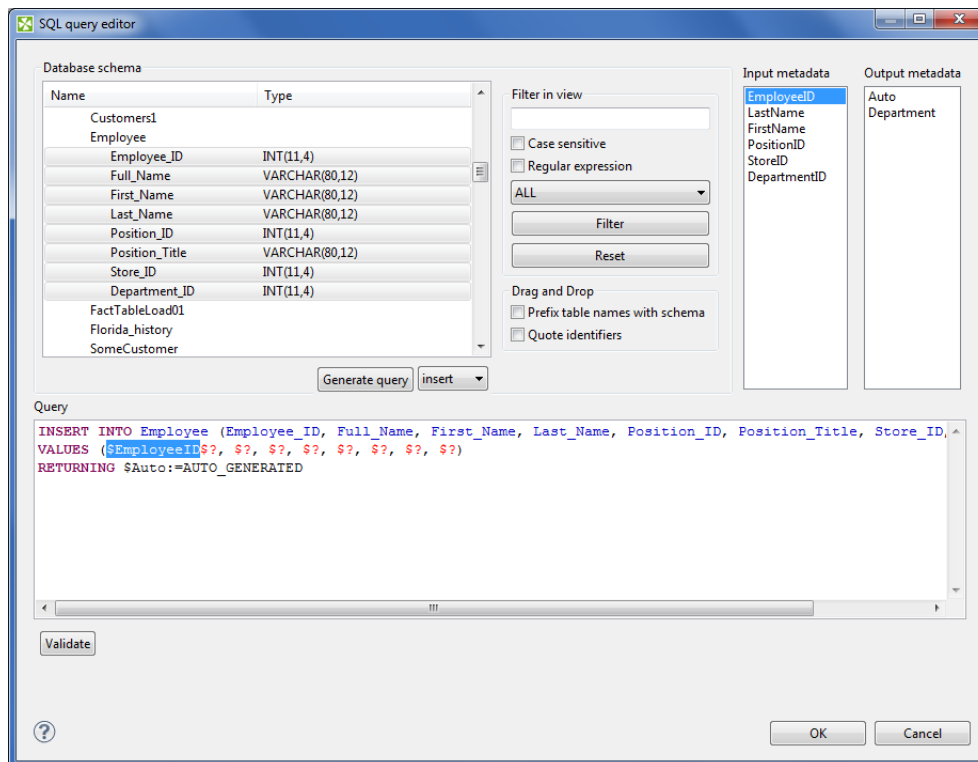 SQL query editor
Database schema
Name Type
Customers1
Employee
Employee_ID INT(11,4)
Full_Name VARCHAR(80,12)
First_Name VARCHAR(80,12)
Last_Name VARCHAR(80,12)
Position_ID INT(11,4)
Position_Title VARCHAR(80,12)
Store_ID INT(11,4)
Department_ID INT(11,4)
FactTableLoad01
Florida_history
SomeCustomer
Generate query insert
Filter in view
Case sensitive
Regular expression
ALL
Filter
Reset
Drag and Drop
Prefix table names with schema
Quote identifiers
Input metadata
EmployeeID
LastName
FirstName
PositionID
StoreID
DepartmentID
Output metadata
Auto
Department
Query
INSERT INTO Employee (Employee_ID, Full_Name, First_Name, Last_Name, Position_ID, Position_Title, Store_ID,
VALUES ($EmployeeID$?, $?, $?, $?, $?, $?, $?, $?)
RETURNING $Auto:=AUTO_GENERATED
Validate
?
OK Cancel